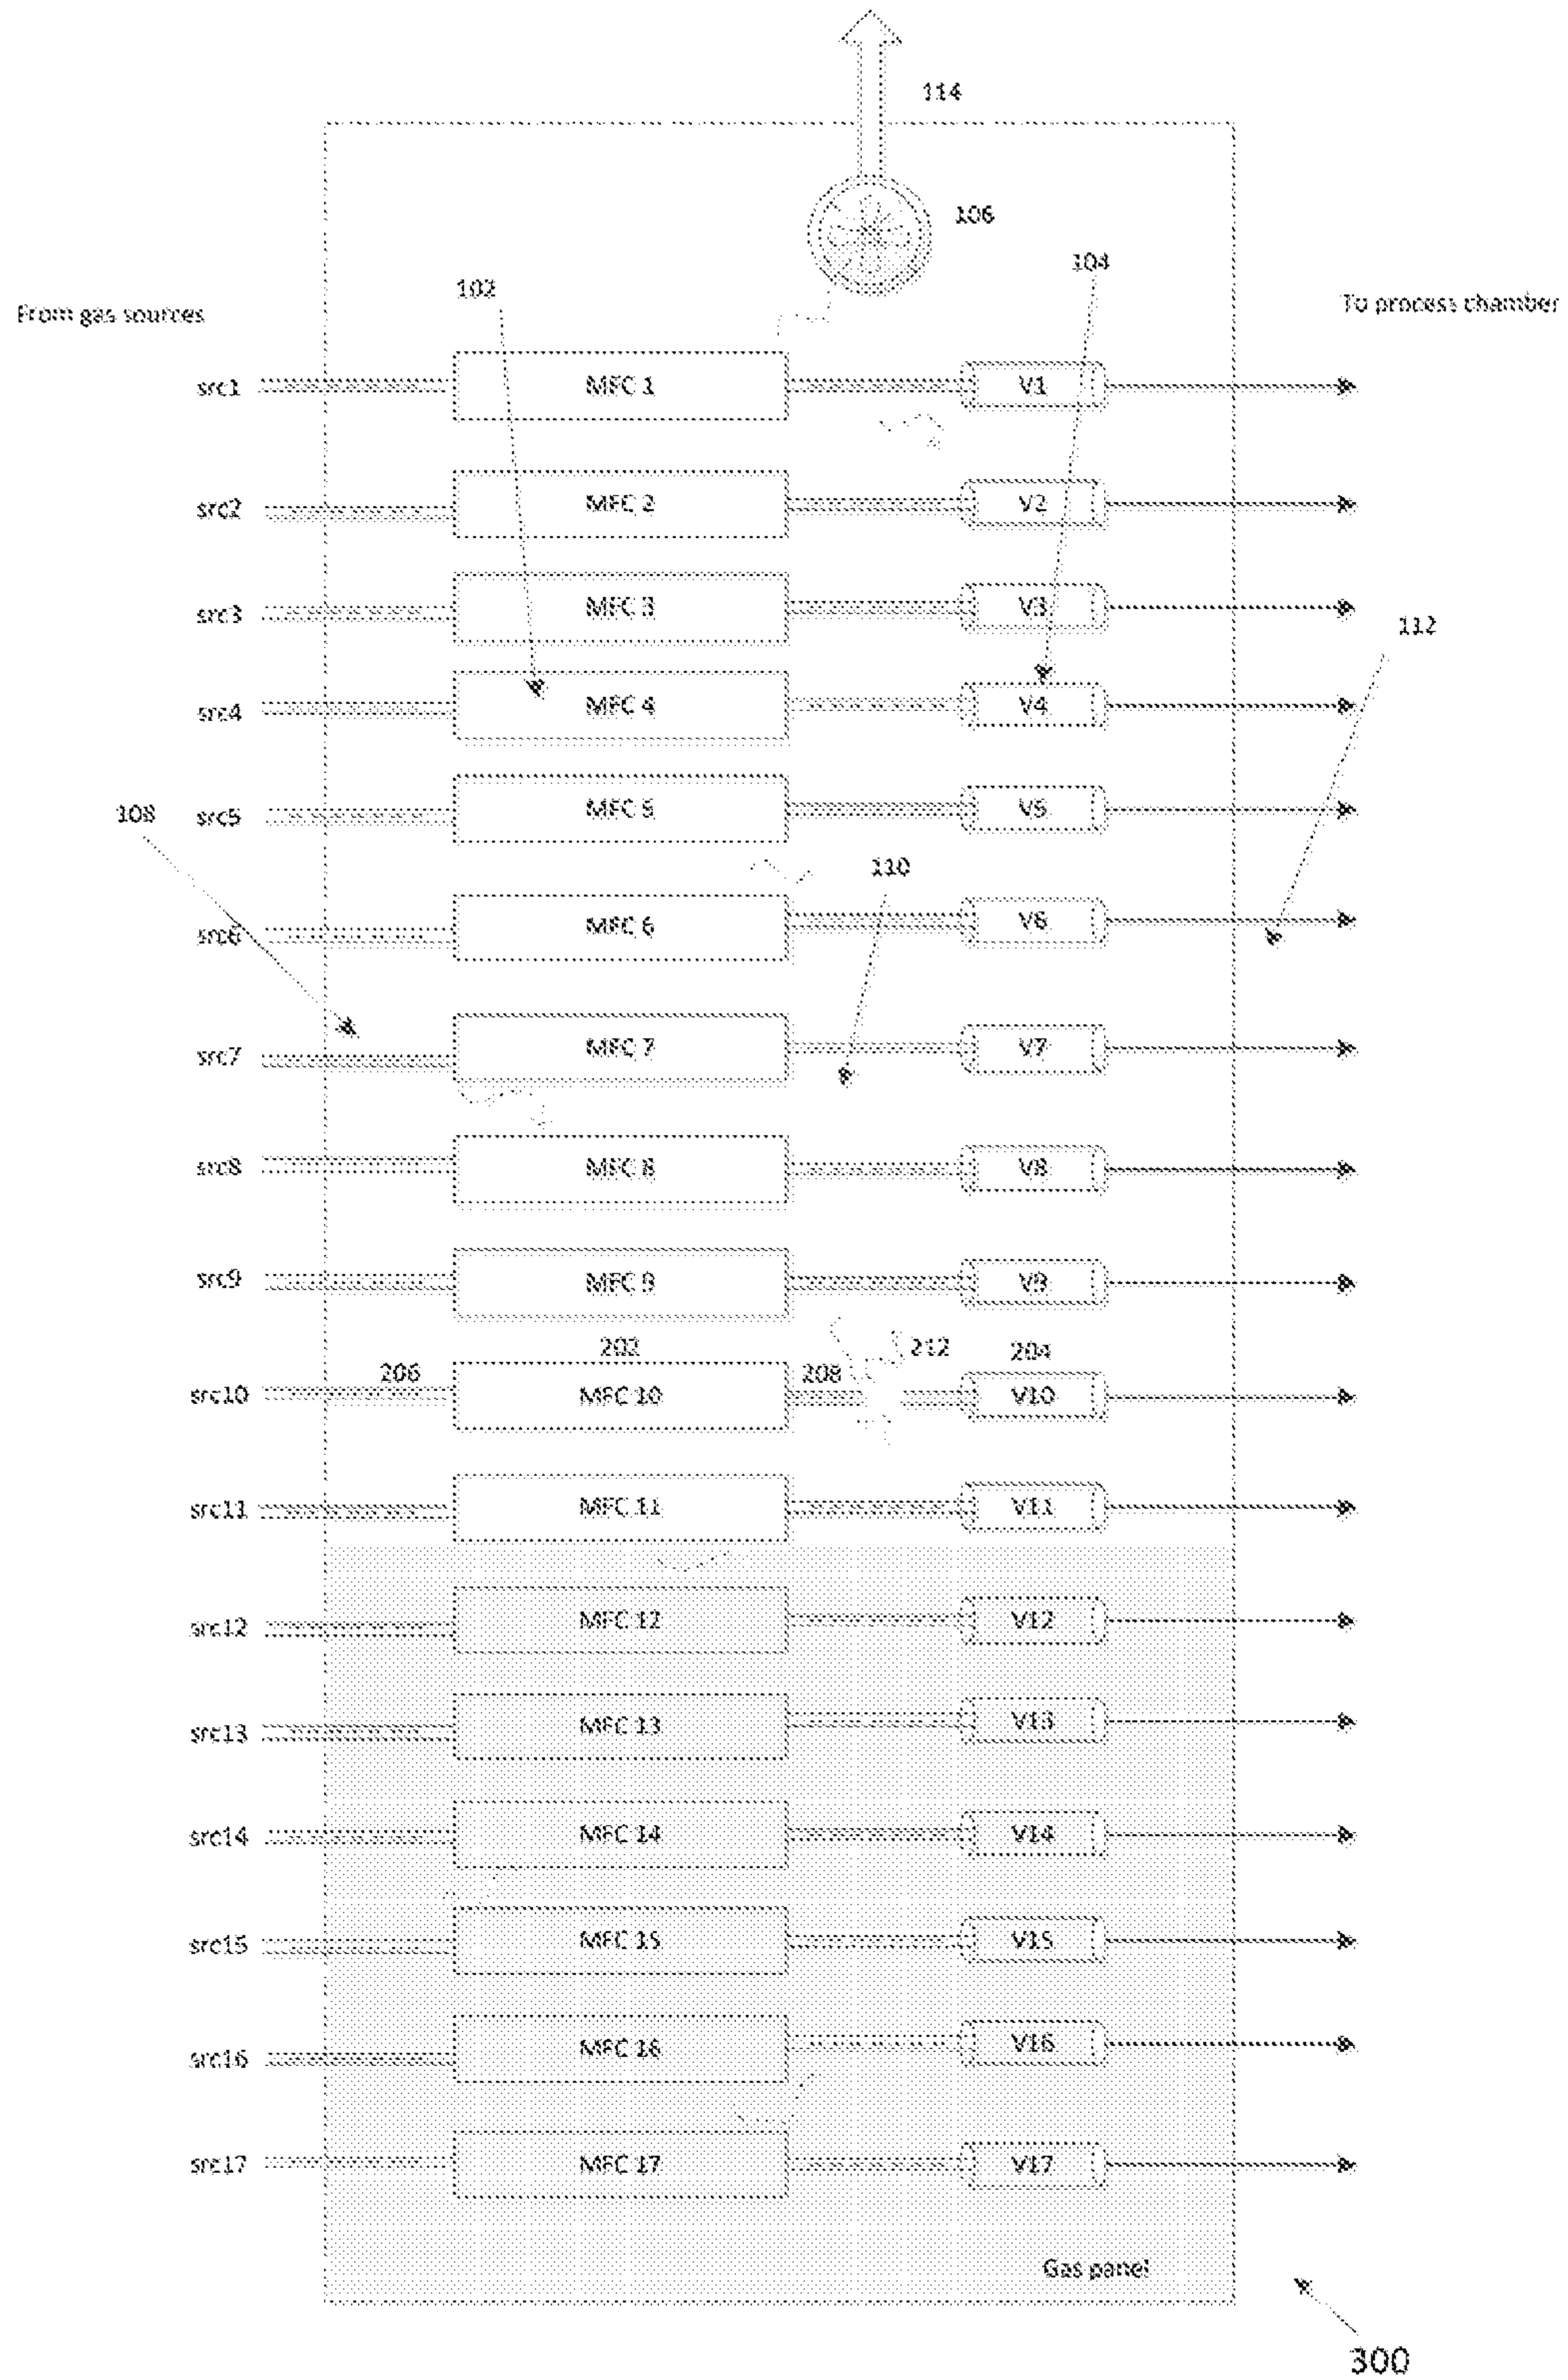 114
106
104
102
From gas sources
To process chamber
src1 MFC 1 V1
src2 MFC 2 V2
src3 MFC 3 V3
112
src4 MFC 4 V4
108 src5 MFC 5 V5
110
src6 MFC 6 V6
src7 MFC 7 V7
src8 MFC 8 V8
src9 MFC 9 V9
202 212 204
206 208
src10 MFC 10 V10
src11 MFC 11 V11
src12 MFC 12 V12
src13 MFC 13 V13
src14 MFC 14 V14
src15 MFC 15 V15
src16 MFC 16 V16
src17 MFC 17 V17
Gas panel
300